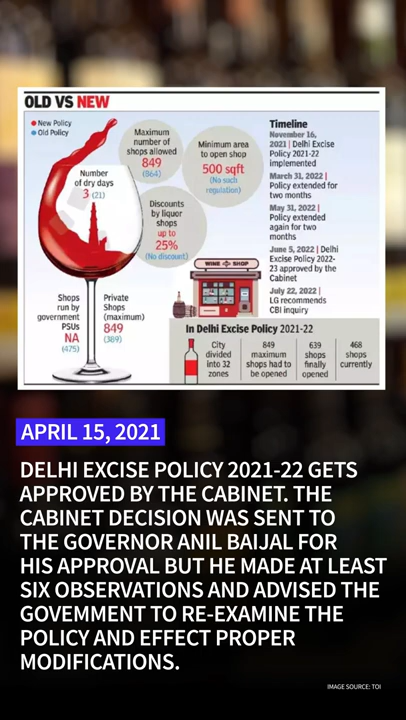 OLD VS NEW
New Policy
Old Policy
Maximum
number of
shops allowed
849
(864)
Minimum area
to open shop
500 sqft
(No such
regulation)
Number
of dry days
3 (21)
Discounts
by liquor
shops
up to
25%
(No discount)
Shops
run by
government
PSUs
NA
(475)
Private
Shops
(maximum)
849
(389)
WINE SHOP
Timeline
November 16,
2021 | Delhi Excise
Policy 2021-22
implemented
March 31, 2022 |
Policy extended for
two months
May 31, 2022 |
Policy extended
again for two
months
June 5, 2022 | Delhi
Excise Policy 2022-
23 approved by the
Cabinet
July 22, 2022 |
LG recommends
CBI inquiry
In Delhi Excise Policy 2021-22
City
divided
into 32
zones
849
maximum
shops had to
be opened
639
shops
finally
opened
468
shops
currently
APRIL 15, 2021
DELHI EXCISE POLICY 2021-22 GETS
APPROVED BY THE CABINET. THE
CABINET DECISION WAS SENT TO
THE GOVERNOR ANIL BAIJAL FOR
HIS APPROVAL BUT HE MADE AT LEAST
SIX OBSERVATIONS AND ADVISED THE
GOVEMMENT TO RE-EXAMINE THE
POLICY AND EFFECT PROPER
MODIFICATIONS.
IMAGE SOURCE: TOI